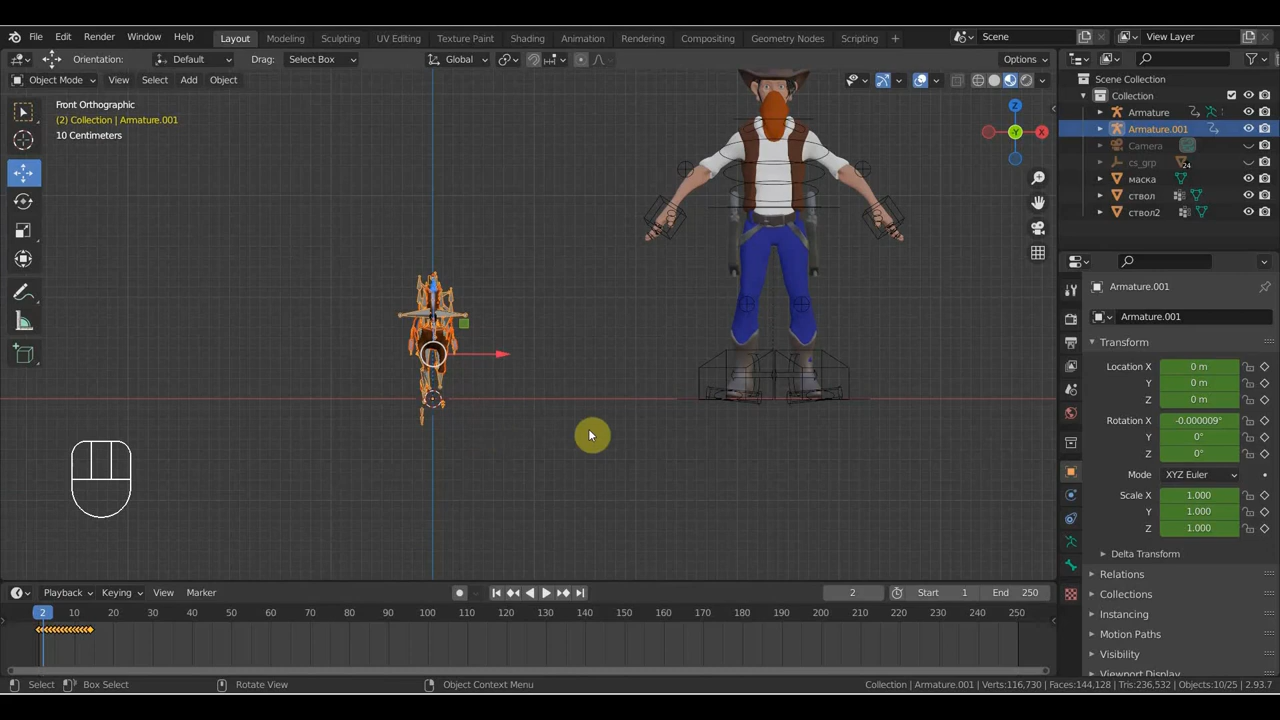 File Edit Render Window Help Layout Modeling Sculpting UV Editing Texture Paint Shading Animation Rendering Compositing Geometry Nodes Scripting + Scene View Layer
Orientation: Default Drag: Select Box Global Options
Object Mode View Select Add Object
Scene Collection
Front Orthographic
Collection
(2) Collection | Armature.001
Armature
10 Centimeters
Armature.001
Z
X
Y
Camera
cs_grp 24
маска
ствол
ствол2
Armature.001
Armature.001
Transform
Location X 0 m
Y 0 m
Z 0 m
Rotation X -0.000009°
Y 0°
Z 0°
Mode XYZ Euler
Scale X 1.000
Y 1.000
Z 1.000
Delta Transform
Relations
Collections
Instancing
Motion Paths
Visibility
Viewport Display
Playback Keying View Marker 2 Start 1 End 250
2 10 20 30 40 50 60 70 80 90 100 110 120 130 140 150 160 170 180 190 200 210 220 230 240 250
Select Box Select Rotate View Object Context Menu Collection | Armature.001 | Verts:116,730 | Faces:144,128 | Tris:236,532 | Objects:10/25 | 2.93.7